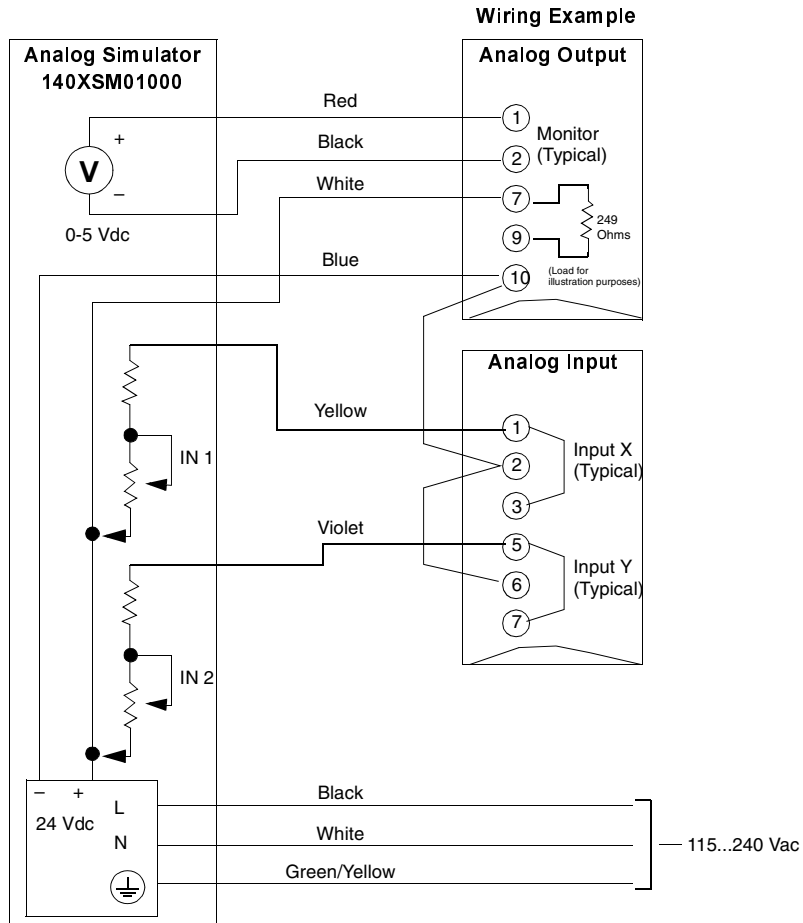 Wiring Example
Analog Simulator
140XSM01000
Analog Output
Red
1
+
Black
Monitor
(Typical)
V
2
White
–
7
249
Ohms
0-5 Vdc
9
Blue
10
(Load for
illustration purposes)
Analog Input
Yellow
1
IN 1
Input X
(Typical)
2
3
Violet
5
Input Y
(Typical)
6
7
IN 2
– +
24 Vdc
L
Black
N
White
115...240 Vac
Green/Yellow